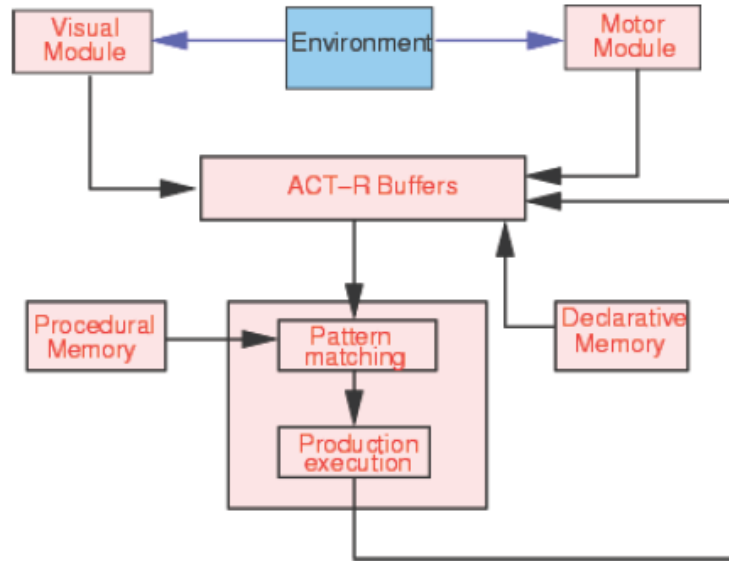 Visual
Module
Environment
Motor
Module
ACT-R Buffers
Procedural
Memory
Pattern
matching
Declarative
Memory
Production
execution